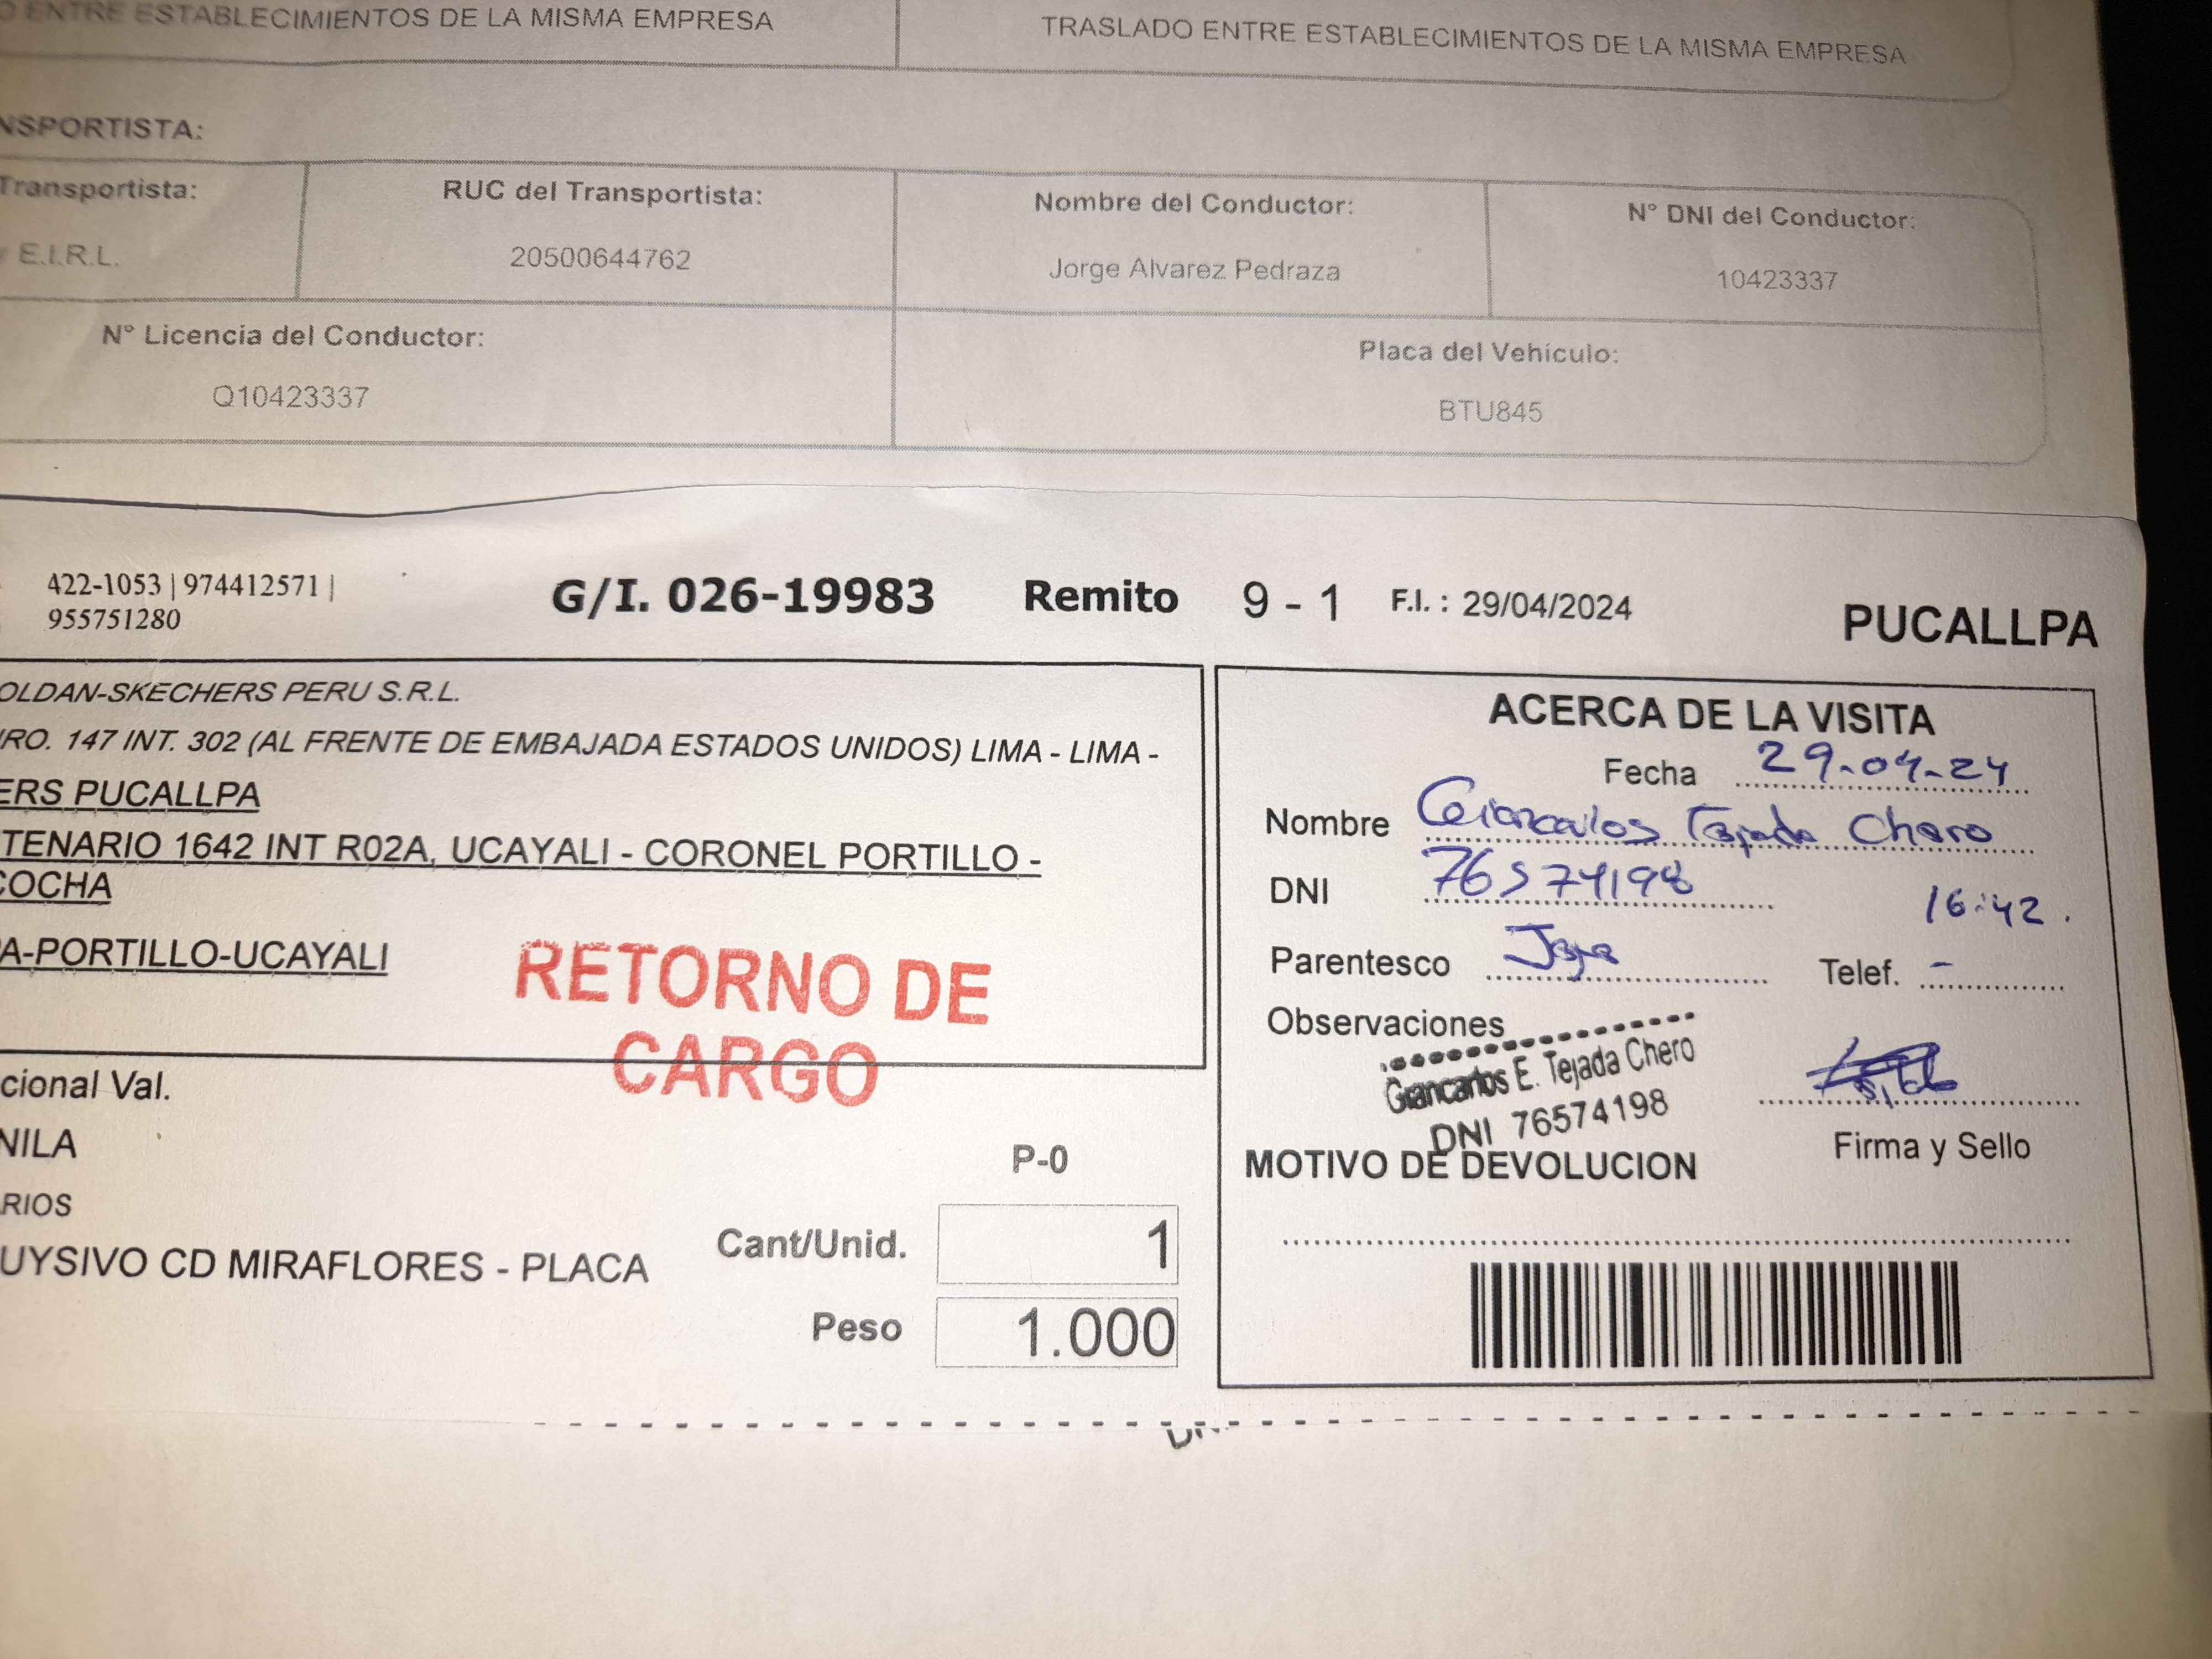 ENTRE ESTABLECIMIENTOS DE LA MISMA EMPRESA
TRASLADO ENTRE ESTABLECIMIENTOS DE LA MISMA EMPRESA
NSPORTISTA:
Transportista:
RUC del Transportista:
Nombre del Conductor:
N° DNI del Conductor:
E.I.R.L.
20500644762
Jorge Alvarez Pedraza
10423337
N° Licencia del Conductor:
Placa del Vehículo:
Q10423337
BTU845
422-1053 | 974412571 |
955751280
G/I. 026-19983 Remito 9 - 1 F.I. : 29/04/2024 PUCALLPA
OLDAN-SKECHERS PERU S.R.L.
RO. 147 INT. 302 (AL FRENTE DE EMBAJADA ESTADOS UNIDOS) LIMA - LIMA -
ERS PUCALLPA
TENARIO 1642 INT R02A, UCAYALI - CORONEL PORTILLO -
COCHA
A-PORTILLO-UCAYALI
RETORNO DE
CARGO
cional Val.
NILA
P-0
RIOS
Cant/Unid. 1
UYSIVO CD MIRAFLORES - PLACA
Peso 1.000
ACERCA DE LA VISITA
Fecha 29-04-24
Nombre Giancarlos Tejada Chero
DNI 76574198
16:42.
Parentesco
Telef. -
Observaciones
Giancarlos E. Tejada Chero
DNI 76574198
Firma y Sello
MOTIVO DE DEVOLUCION